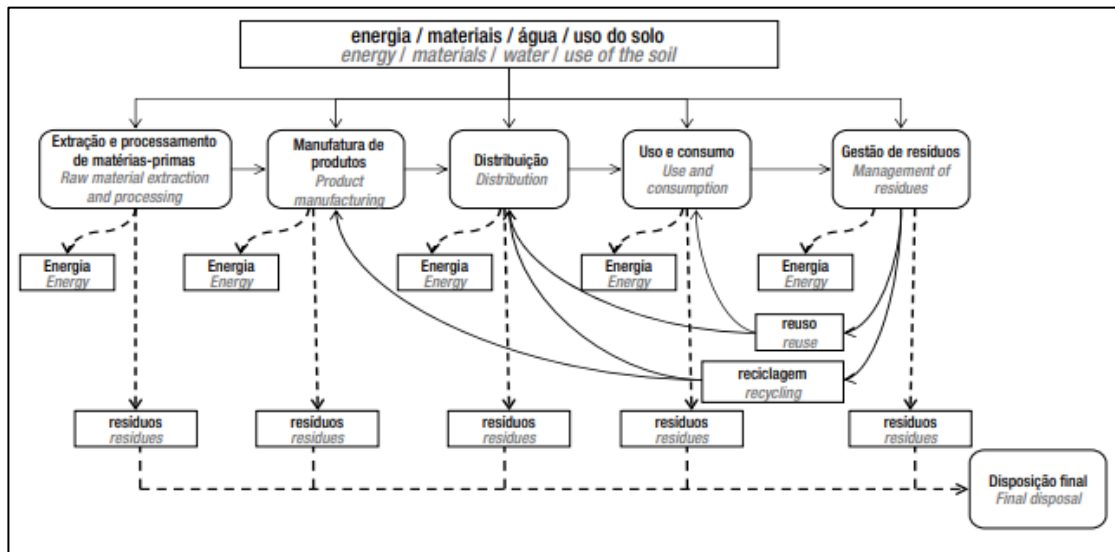 energia / materiais / água / uso do solo
energy / materials / water / use of the soil
Extração e processamento
de matérias-primas
Raw material extraction
and processing
Manufatura de
produtos
Product
manufacturing
Distribuição
Distribution
Uso e consumo
Use and
consumption
Gestão de resíduos
Management of
residues
Energia
Energy
Energia
Energy
Energia
Energy
Energia
Energy
Energia
Energy
reuso
reuse
reciclagem
recycling
resíduos
residues
resíduos
residues
resíduos
residues
resíduos
residues
resíduos
residues
Disposição final
Final disposal